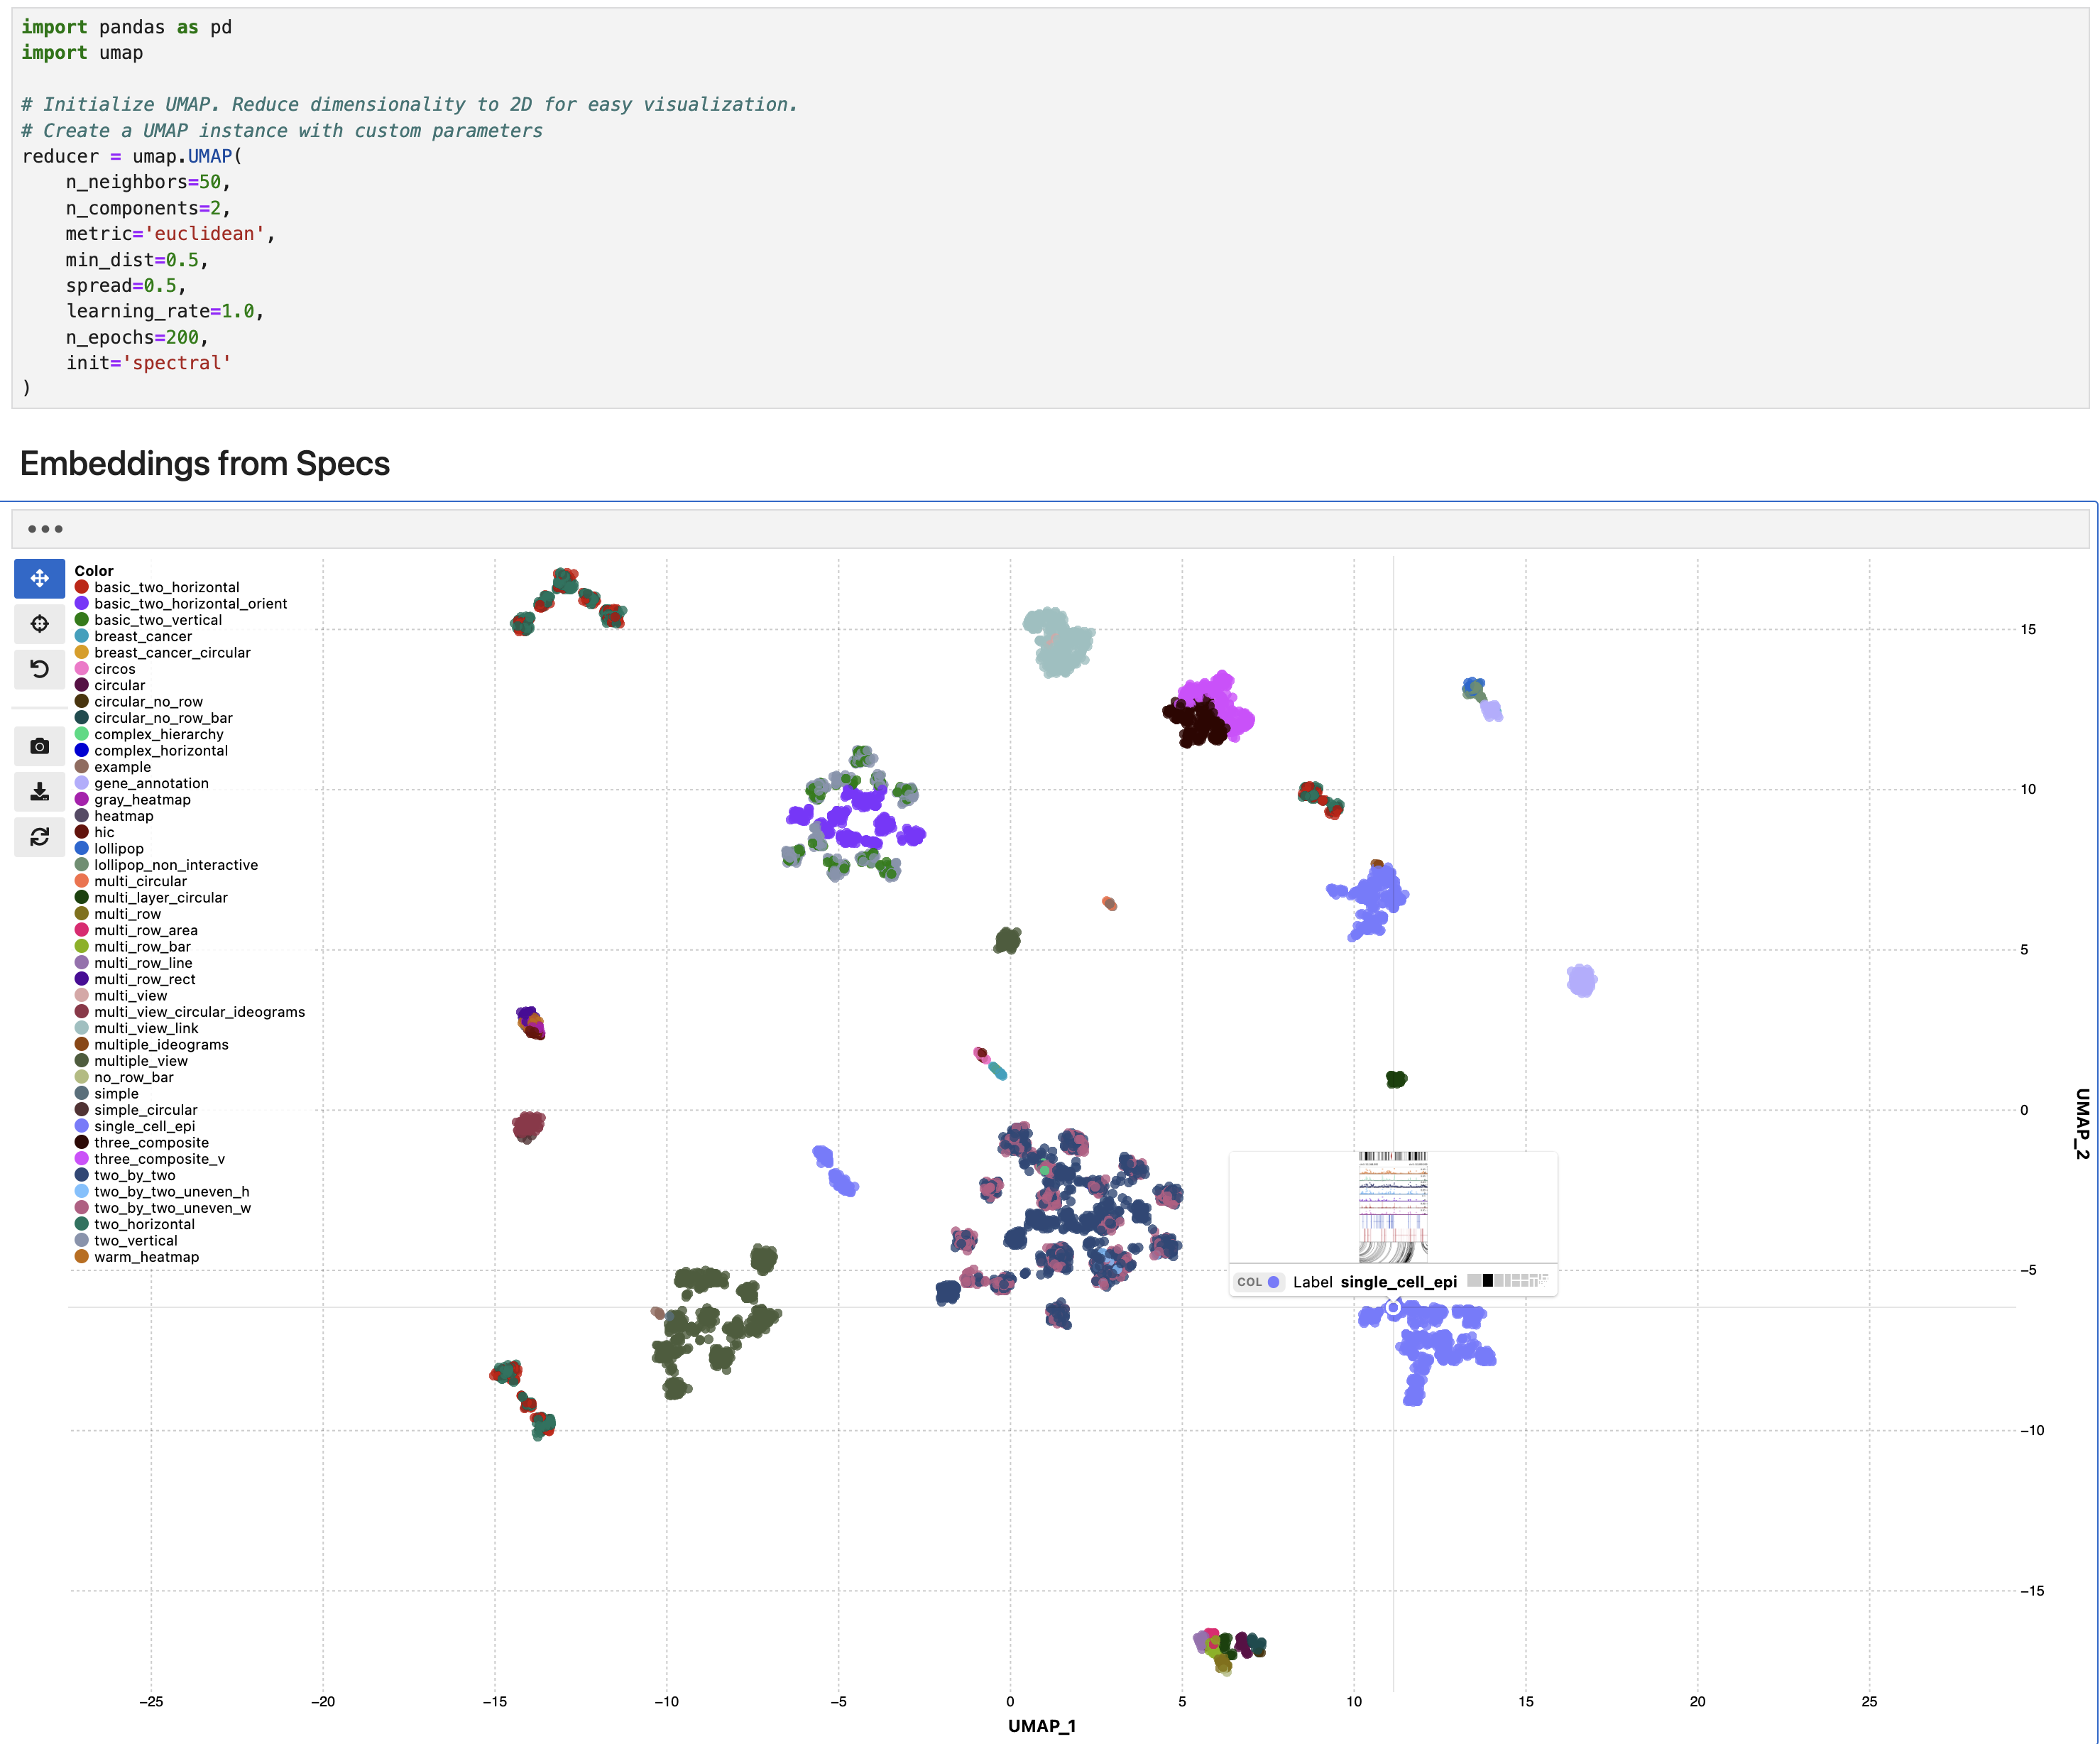 import pandas as pd
import umap
# Initialize UMAP. Reduce dimensionality to 2D for easy visualization.
# Create a UMAP instance with custom parameters
reducer = umap.UMAP(
    n_neighbors=50,
    n_components=2,
    metric='euclidean',
    min_dist=0.5,
    spread=0.5,
    learning_rate=1.0,
    n_epochs=200,
    init='spectral'
)
Embeddings from Specs
Color
basic_two_horizontal
basic_two_horizontal_orient
basic_two_vertical
breast_cancer
breast_cancer_circular
circos
circular
circular_no_row
circular_no_row_bar
complex_hierarchy
complex_horizontal
example
gene_annotation
gray_heatmap
heatmap
hic
lollipop
lollipop_non_interactive
multi_circular
multi_layer_circular
multi_row
multi_row_area
multi_row_bar
multi_row_line
multi_row_rect
multi_view
multi_view_circular_ideograms
multi_view_link
multiple_ideograms
multiple_view
no_row_bar
simple
simple_circular
single_cell_epi
three_composite
three_composite_v
two_by_two
two_by_two_uneven_h
two_by_two_uneven_w
two_horizontal
two_vertical
warm_heatmap
15
10
5
0
−5
−10
−15
UMAP_2
COL Label single_cell_epi
−25 −20 −15 −10 −5 0 5 10 15 20 25
UMAP_1